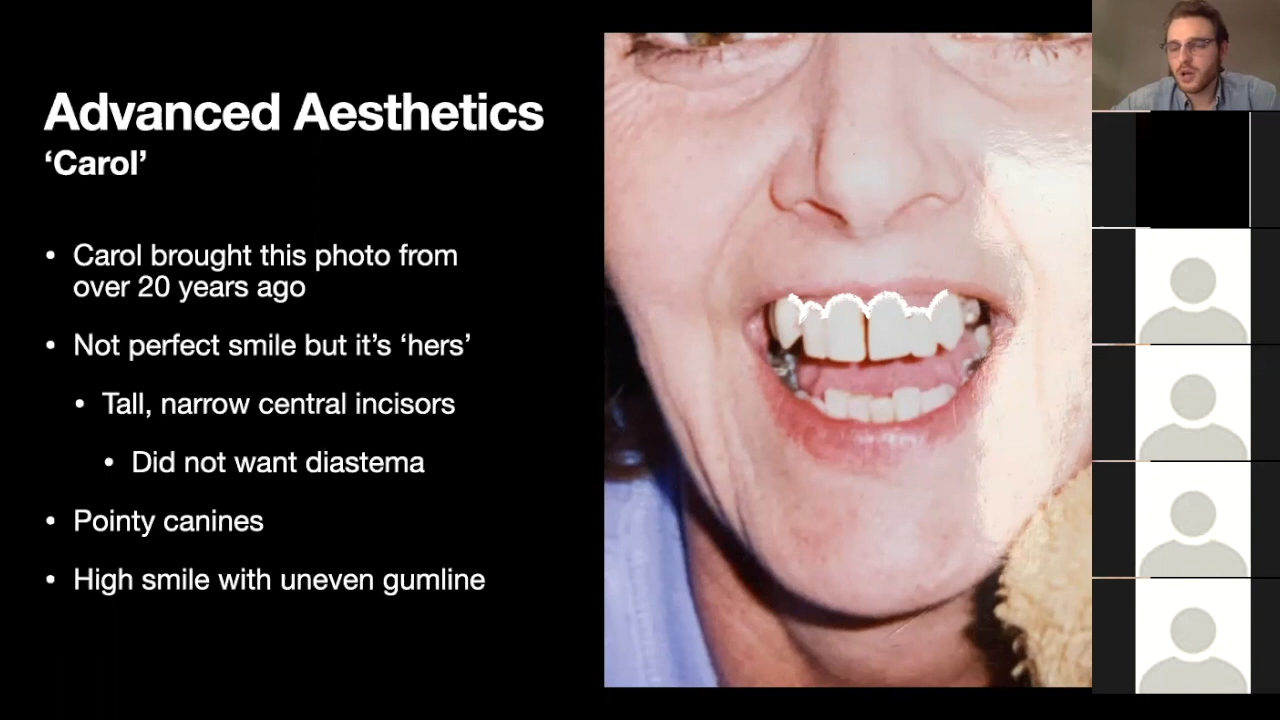 Advanced Aesthetics
‘Carol’
• Carol brought this photo from
over 20 years ago
• Not perfect smile but it’s ‘hers’
• Tall, narrow central incisors
• Did not want diastema
• Pointy canines
• High smile with uneven gumline